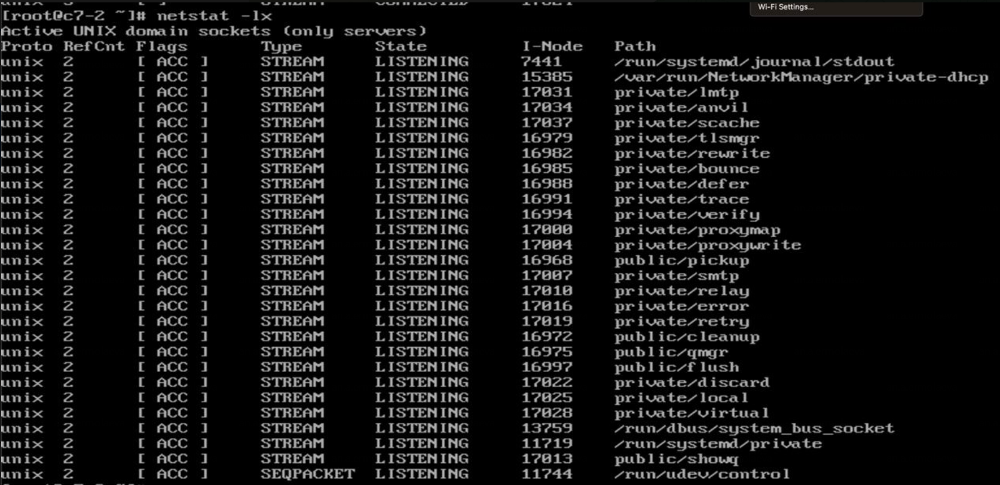 Wi-Fi Settings...
[root@c7-2 ~]# netstat -lx
Active UNIX domain sockets (only servers)
Proto RefCnt Flags Type State I-Node Path
unix 2 [ ACC ] STREAM LISTENING 7441 /run/systemd/journal/stdout
unix 2 [ ACC ] STREAM LISTENING 15385 /var/run/NetworkManager/private-dhcp
unix 2 [ ACC ] STREAM LISTENING 17031 private/lmtp
unix 2 [ ACC ] STREAM LISTENING 17034 private/anvil
unix 2 [ ACC ] STREAM LISTENING 17037 private/scache
unix 2 [ ACC ] STREAM LISTENING 16979 private/tlsmgr
unix 2 [ ACC ] STREAM LISTENING 16982 private/rewrite
unix 2 [ ACC ] STREAM LISTENING 16985 private/bounce
unix 2 [ ACC ] STREAM LISTENING 16988 private/defer
unix 2 [ ACC ] STREAM LISTENING 16991 private/trace
unix 2 [ ACC ] STREAM LISTENING 16994 private/verify
unix 2 [ ACC ] STREAM LISTENING 17000 private/proxymap
unix 2 [ ACC ] STREAM LISTENING 17004 private/proxywrite
unix 2 [ ACC ] STREAM LISTENING 16968 public/pickup
unix 2 [ ACC ] STREAM LISTENING 17007 private/smtp
unix 2 [ ACC ] STREAM LISTENING 17010 private/relay
unix 2 [ ACC ] STREAM LISTENING 17016 private/error
unix 2 [ ACC ] STREAM LISTENING 17019 private/retry
unix 2 [ ACC ] STREAM LISTENING 16972 public/cleanup
unix 2 [ ACC ] STREAM LISTENING 16975 public/qmgr
unix 2 [ ACC ] STREAM LISTENING 16997 public/flush
unix 2 [ ACC ] STREAM LISTENING 17022 private/discard
unix 2 [ ACC ] STREAM LISTENING 17025 private/local
unix 2 [ ACC ] STREAM LISTENING 17028 private/virtual
unix 2 [ ACC ] STREAM LISTENING 13759 /run/dbus/system_bus_socket
unix 2 [ ACC ] STREAM LISTENING 11719 /run/systemd/private
unix 2 [ ACC ] STREAM LISTENING 17013 public/showq
unix 2 [ ACC ] SEQPACKET LISTENING 11744 /run/udev/control